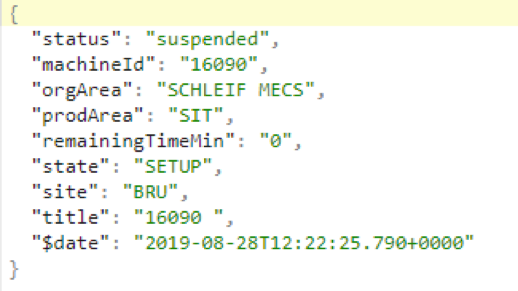 {
"status": "suspended",
"machineId": "16090",
"orgArea": "SCHLEIF MECS",
"prodArea": "SIT",
"remainingTimeMin": "0",
"state": "SETUP",
"site": "BRU",
"title": "16090 ",
"$date": "2019-08-28T12:22:25.790+0000"
}